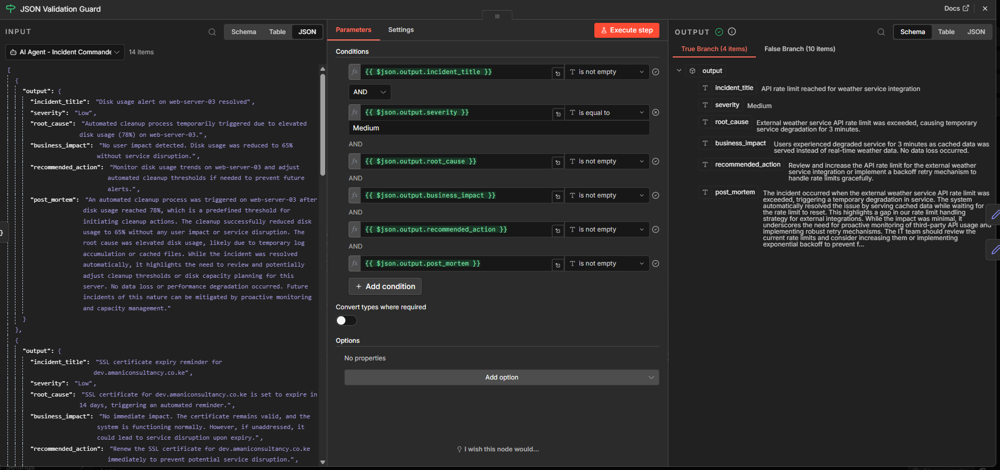 JSON Validation Guard
Docs
INPUT
Schema
Table
JSON
AI Agent - Incident Commande
14 items
[
{
"output": {
"incident_title": "Disk usage alert on web-server-03 resolved",
"severity": "Low",
"root_cause": "Automated cleanup process temporarily triggered due to elevated
disk usage (78%) on web-server-03.",
"business_impact": "No user impact detected. Disk usage was reduced to 65%
without service disruption.",
"recommended_action": "Monitor disk usage trends on web-server-03 and adjust
automated cleanup thresholds if needed to prevent future
alerts.",
"post_mortem": "An automated cleanup process was triggered on web-server-03 after
disk usage reached 78%, which is a predefined threshold for
initiating cleanup actions. The cleanup successfully reduced disk
usage to 65% without any user impact or service disruption. The
root cause was elevated disk usage, likely due to temporary log
accumulation or cached files. While the incident was resolved
automatically, it highlights the need to review and potentially
adjust cleanup thresholds or disk capacity planning for this
server. No data loss or performance degradation occurred. Future
incidents of this nature can be mitigated by proactive monitoring
and capacity management."
}
},
{
"output": {
"incident_title": "SSL certificate expiry reminder for
dev.amaniconsultancy.co.ke",
"severity": "Low",
"root_cause": "SSL certificate for dev.amaniconsultancy.co.ke is set to expire in
14 days, triggering an automated reminder.",
"business_impact": "No immediate impact. The certificate remains valid, and the
system is functioning normally. However, if unaddressed, it
could lead to service disruption upon expiry.",
"recommended_action": "Renew the SSL certificate for dev.amaniconsultancy.co.ke
immediately to prevent potential service disruption.",
Parameters
Settings
Execute step
Conditions
fx {{ $json.output.incident_title }} T is not empty
AND
fx {{ $json.output.severity }} T is equal to
Medium
AND
fx {{ $json.output.root_cause }} T is not empty
AND
fx {{ $json.output.business_impact }} T is not empty
AND
fx {{ $json.output.recommended_action }} T is not empty
AND
fx {{ $json.output.post_mortem }} T is not empty
+ Add condition
Convert types where required
Options
No properties
Add option
I wish this node would...
OUTPUT
Schema
Table
JSON
True Branch (4 items)
False Branch (10 items)
output
T incident_title API rate limit reached for weather service integration
T severity Medium
T root_cause External weather service API rate limit was exceeded, causing temporary
service degradation for 3 minutes.
T business_impact Users experienced degraded service for 3 minutes as cached data was
served instead of real-time weather data. No data loss occurred.
T recommended_action Review and increase the API rate limit for the external weather
service integration or implement a backoff retry mechanism to
handle rate limits gracefully.
T post_mortem The incident occurred when the external weather service API rate limit was
exceeded, triggering a temporary degradation in service. The system
automatically resolved the issue by serving cached data while waiting for
the rate limit to reset. This highlights a gap in our rate limit handling
strategy for external integrations. While the impact was minimal, it
underscores the need for proactive monitoring of third-party API usage and
implementing robust retry mechanisms. The IT team should review the
current rate limits and consider increasing them or implementing
exponential backoff to prevent f...